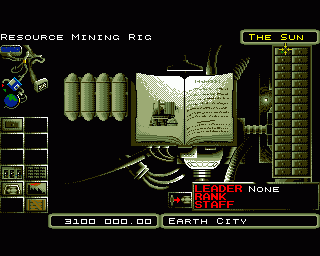 Resource Mining Rig
The Sun
LEADER None
RANK
STAFF
3100 000.00
Earth City